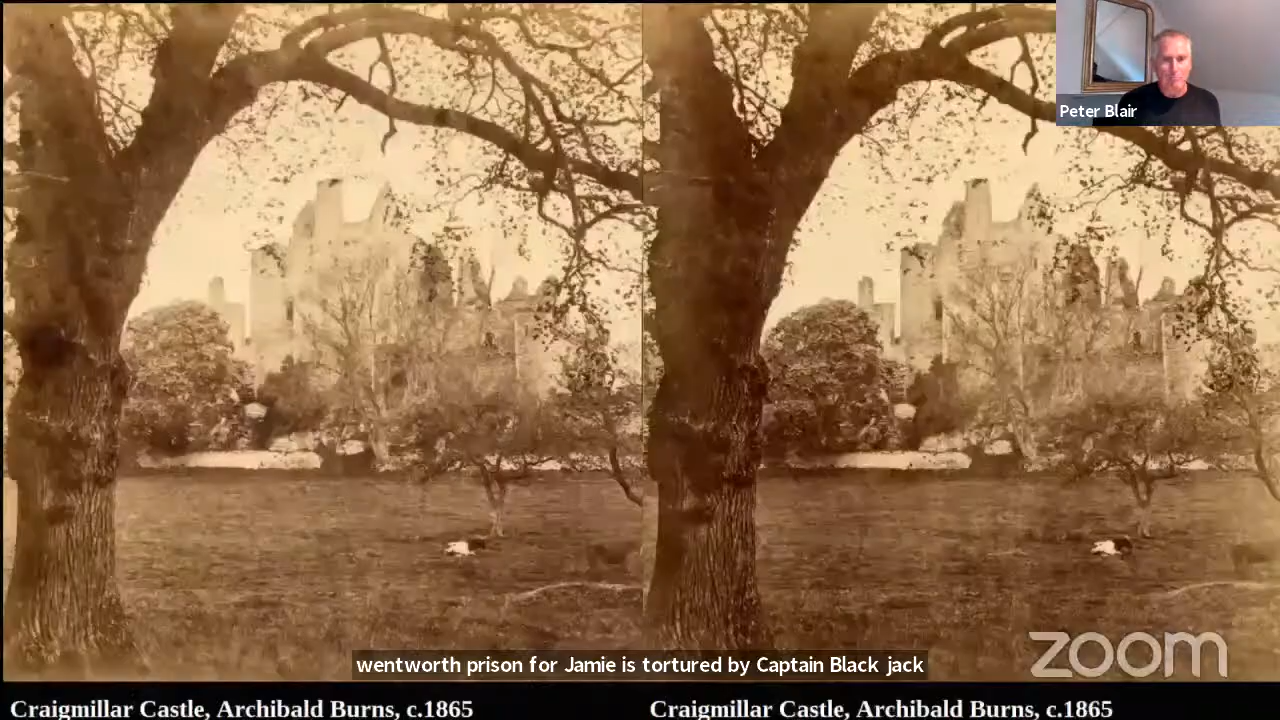 Peter Blair
wentworth prison for Jamie is tortured by Captain Black jack
zoom
Craigmillar Castle, Archibald Burns, c.1865
Craigmillar Castle, Archibald Burns, c.1865